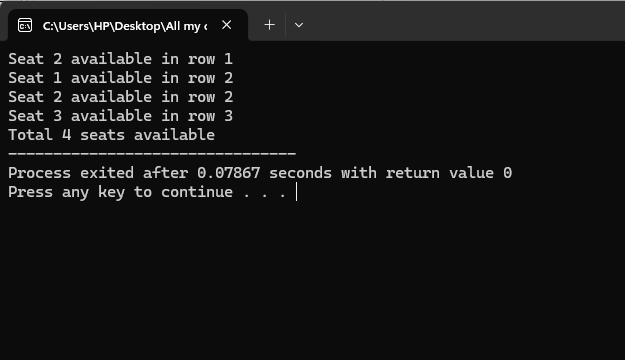 C:\Users\HP\Desktop\All my c
Seat 2 available in row 1
Seat 1 available in row 2
Seat 2 available in row 2
Seat 3 available in row 3
Total 4 seats available
--------------------------------
Process exited after 0.07867 seconds with return value 0
Press any key to continue . . .